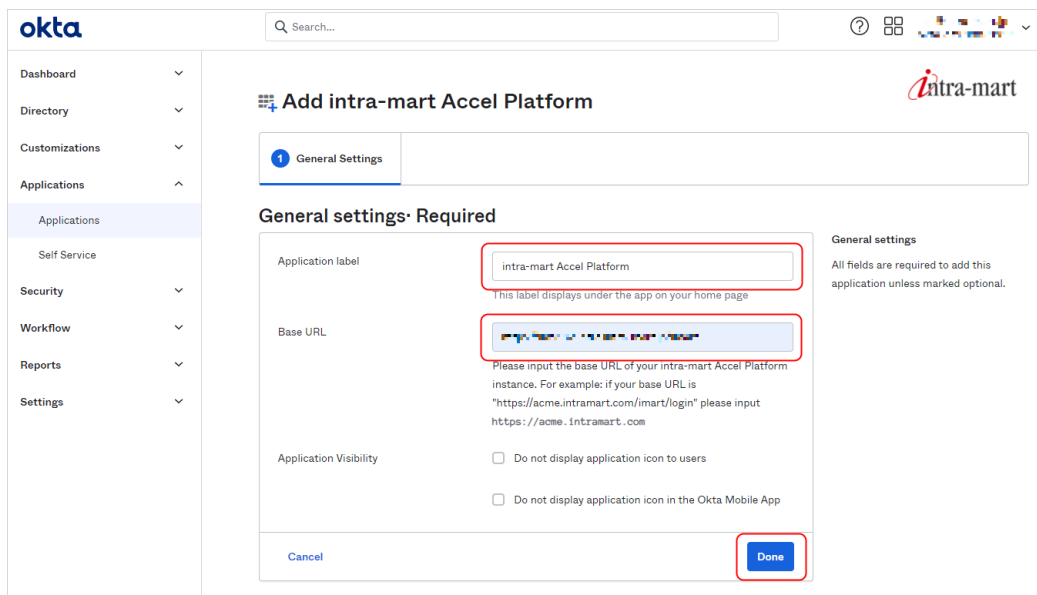 okta
Search...
Dashboard
Directory
Customizations
Applications
Applications
Self Service
Security
Workflow
Reports
Settings
intra-mart
Add intra-mart Accel Platform
1 General Settings
General settings· Required
Application label
intra-mart Accel Platform
This label displays under the app on your home page
Base URL
Please input the base URL of your intra-mart Accel Platform
instance. For example: if your base URL is
"https://acme.intramart.com/imart/login" please input
https://acme.intramart.com
Application Visibility
Do not display application icon to users
Do not display application icon in the Okta Mobile App
Cancel
Done
General settings
All fields are required to add this
application unless marked optional.